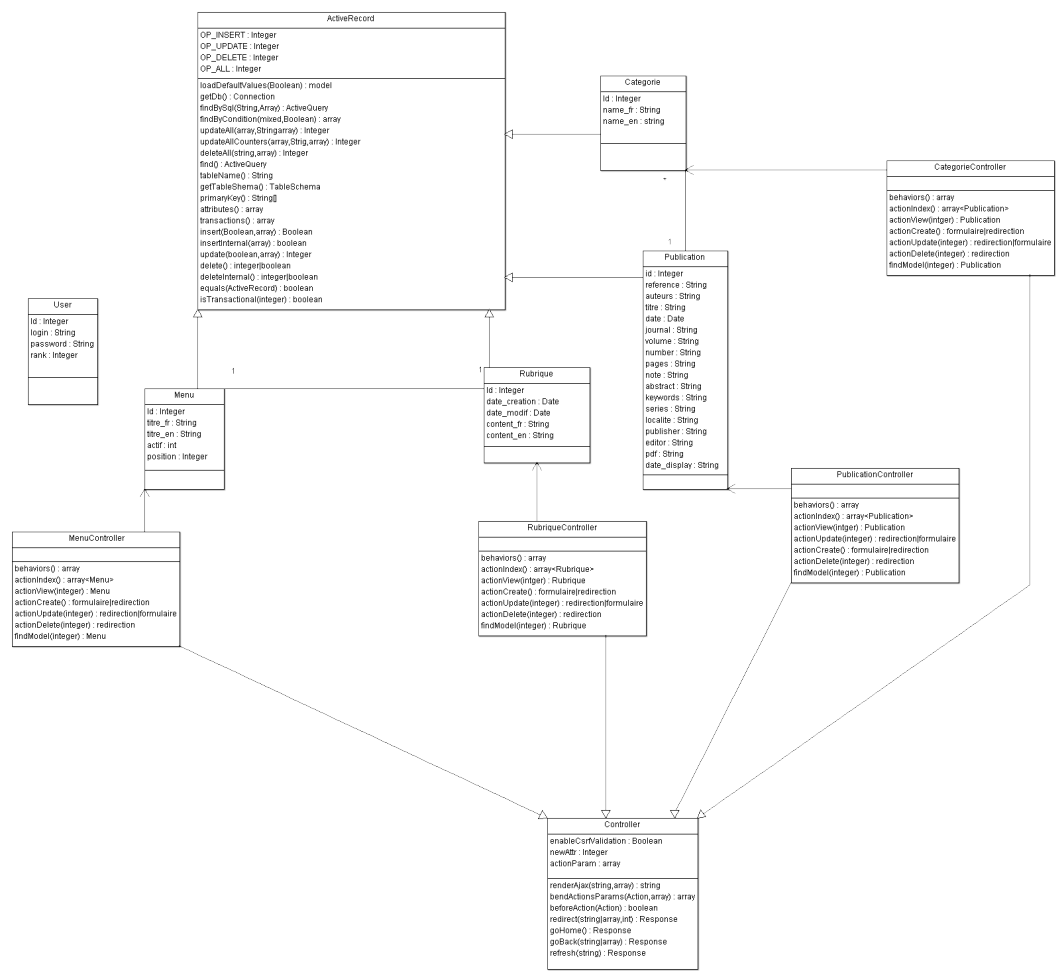 ActiveRecord
OP_INSERT : Integer
OP_UPDATE : Integer
OP_DELETE : Integer
OP_ALL : Integer
loadDefaultValues(Boolean) : model
getDb() : Connection
findBySql(String,Array) : ActiveQuery
findByCondition(mixed,Boolean) : array
updateAll(array,Stringarray) : Integer
updateAllCounters(array,Strig,array) : Integer
deleteAll(string,array) : Integer
find() : ActiveQuery
tableName() : String
getTableShema() : TableSchema
primaryKey() : String[]
attributes() : array
transactions() : array
insert(Boolean,array) : Boolean
insertInternal(array) : boolean
update(boolean,array) : Integer
delete() : integer|boolean
deleteInternal() : integer|boolean
equals(ActiveRecord) : boolean
isTransactional(integer) : boolean
Categorie
Id : Integer
name_fr : String
name_en : string
*
1
CategorieController
behaviors() : array
actionIndex() : array<Publication>
actionView(intger) : Publication
actionCreate() : formulaire|redirection
actionUpdate(integer) : redirection|formulaire
actionDelete(integer) : redirection
findModel(integer) : Publication
Publication
id : Integer
reference : String
auteurs : String
titre : String
date : Date
journal : String
volume : String
number : String
pages : String
note : String
abstract : String
keywords : String
series : String
localite : String
publisher : String
editor : String
pdf : String
date_display : String
User
Id : Integer
login : String
password : String
rank : Integer
1
1
Menu
Id : Integer
titre_fr : String
titre_en : String
actif : int
position : Integer
Rubrique
Id : Integer
date_creation : Date
date_modif : Date
content_fr : String
content_en : String
PublicationController
behaviors() : array
actionIndex() : array<Publication>
actionView(intger) : Publication
actionUpdate(integer) : redirection|formulaire
actionCreate() : formulaire|redirection
actionDelete(integer) : redirection
findModel(integer) : Publication
MenuController
behaviors() : array
actionIndex() : array<Menu>
actionView(integer) : Menu
actionCreate() : formulaire|redirection
actionUpdate(integer) : redirection|formulaire
actionDelete(integer) : redirection
findModel(integer) : Menu
RubriqueController
behaviors() : array
actionIndex() : array<Rubrique>
actionView(intger) : Rubrique
actionCreate() : formulaire|redirection
actionUpdate(integer) : redirection|formulaire
actionDelete(integer) : redirection
findModel(integer) : Rubrique
Controller
enableCsrfValidation : Boolean
newAttr : Integer
actionParam : array
renderAjax(string,array) : string
bendActionsParams(Action,array) : array
beforeAction(Action) : boolean
redirect(string|array,int) : Response
goHome() : Response
goBack(string|array) : Response
refresh(string) : Response